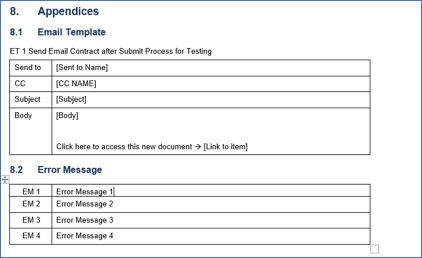 8. Appendices
8.1 Email Template
ET 1 Send Email Contract after Submit Process for Testing
Send to [Sent to Name]
CC [CC NAME]
Subject [Subject]
Body [Body]
Click here to access this new document → [Link to item]
8.2 Error Message
EM 1 Error Message 1
EM 2 Error Message 2
EM 3 Error Message 3
EM 4 Error Message 4